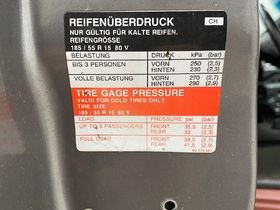 REIFENÜBERDRUCK CH
NUR GÜLTIG FÜR KALTE REIFEN.
REIFENGRÖSSE
185 / 55 R 15 80 V
BELASTUNG DRUCK kPa (bar)
BIS 3 PERSONEN VORN 250 (2,5)
HINTEN 230 (2,3)
VOLLE BELASTUNG VORN 270 (2,7)
HINTEN 290 (2,9)
TIRE GAGE PRESSURE
VALID FOR COLD TIRES ONLY.
TIRE SIZE
185 / 55 R 15 80 V
LOAD PRESSURE psi (bar)
UP TO 3 PASSENGERS FRONT 36,5 (2,5)
REAR 33 (2,3)
FULL LOAD FRONT 38,5 (2,7)
REAR 41,5 (2,9)